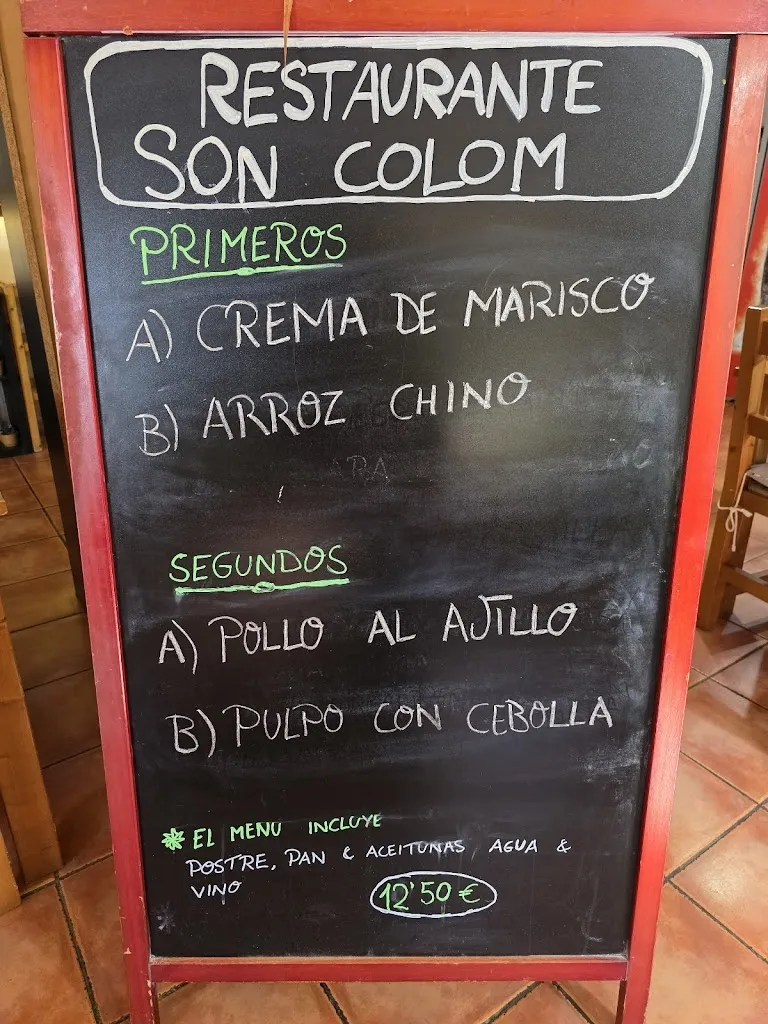 RESTAURANTE
SON COLOM
PRIMEROS
A) CREMA DE MARISCO
B) ARROZ CHINO
SEGUNDOS
A) POLLO AL AJILLO
B) PULPO CON CEBOLLA
* EL MENU INCLUYE
POSTRE, PAN & ACEITUNAS AGUA &
VINO
12'50 €